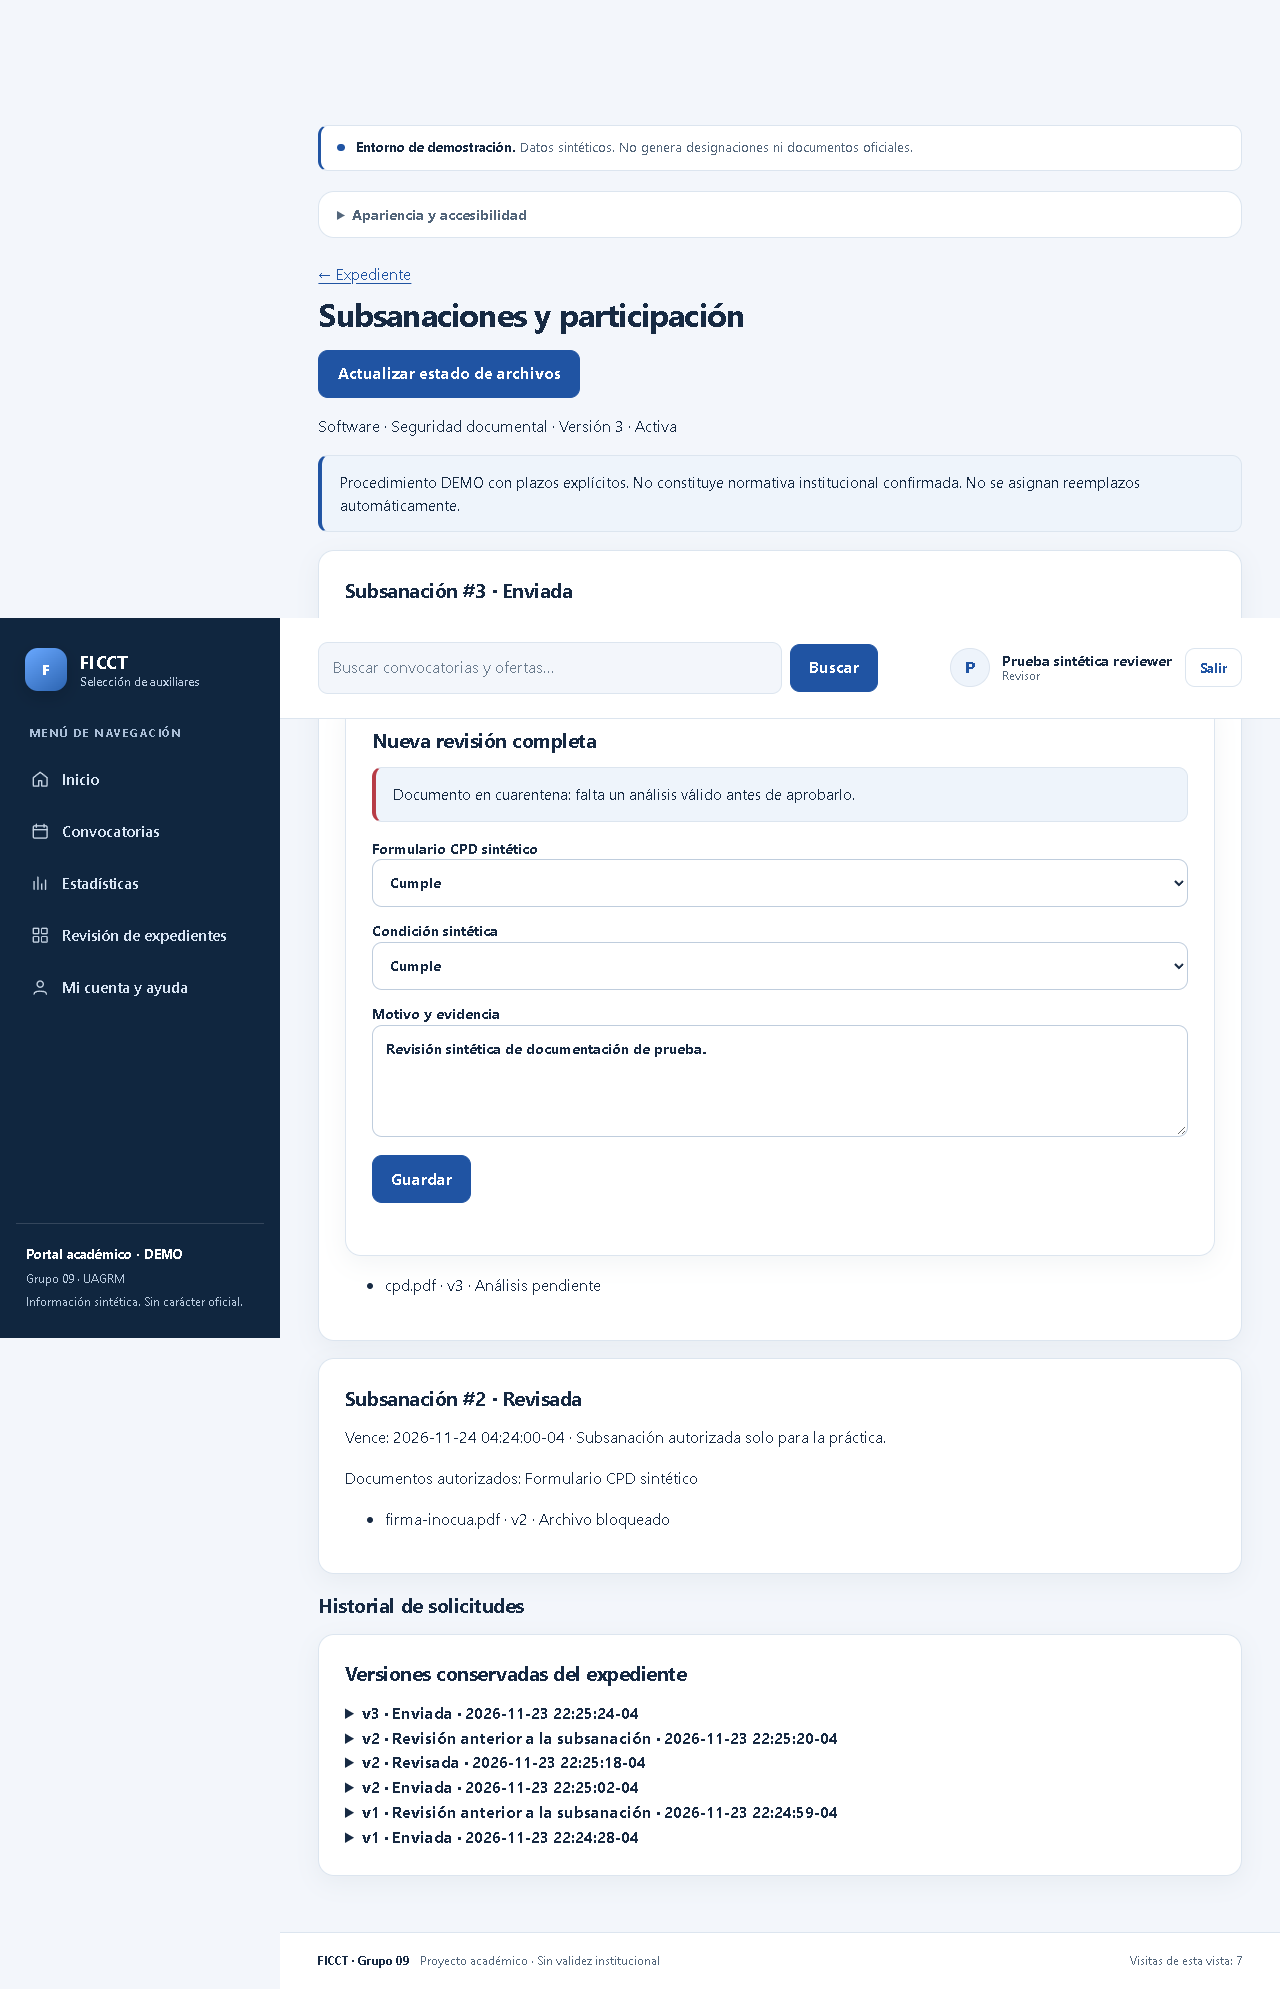 Entorno de demostración. Datos sintéticos. No genera designaciones ni documentos oficiales.
Apariencia y accesibilidad
← Expediente
Subsanaciones y participación
Actualizar estado de archivos
Software · Seguridad documental · Versión 3 · Activa
Procedimiento DEMO con plazos explícitos. No constituye normativa institucional confirmada. No se asignan reemplazos
automáticamente.
Subsanación #3 · Enviada
F
FICCT
Selección de auxiliares
MENÚ DE NAVEGACIÓN
Inicio
Convocatorias
Estadísticas
Revisión de expedientes
Mi cuenta y ayuda
Portal académico · DEMO
Grupo 09 · UAGRM
Información sintética. Sin carácter oficial.
Buscar convocatorias y ofertas...
Buscar
P
Prueba sintética reviewer
Revisor
Salir
Nueva revisión completa
Documento en cuarentena: falta un análisis válido antes de aprobarlo.
Formulario CPD sintético
Cumple
Condición sintética
Cumple
Motivo y evidencia
Revisión sintética de documentación de prueba.
Guardar
• cpd.pdf · v3 · Análisis pendiente
Subsanación #2 · Revisada
Vence: 2026-11-24 04:24:00-04 · Subsanación autorizada solo para la práctica.
Documentos autorizados: Formulario CPD sintético
• firma-inocua.pdf · v2 · Archivo bloqueado
Historial de solicitudes
Versiones conservadas del expediente
v3 · Enviada · 2026-11-23 22:25:24-04
v2 · Revisión anterior a la subsanación · 2026-11-23 22:25:20-04
v2 · Revisada · 2026-11-23 22:25:18-04
v2 · Enviada · 2026-11-23 22:25:02-04
v1 · Revisión anterior a la subsanación · 2026-11-23 22:24:59-04
v1 · Enviada · 2026-11-23 22:24:28-04
FICCT · Grupo 09 Proyecto académico · Sin validez institucional
Visitas de esta vista: 7